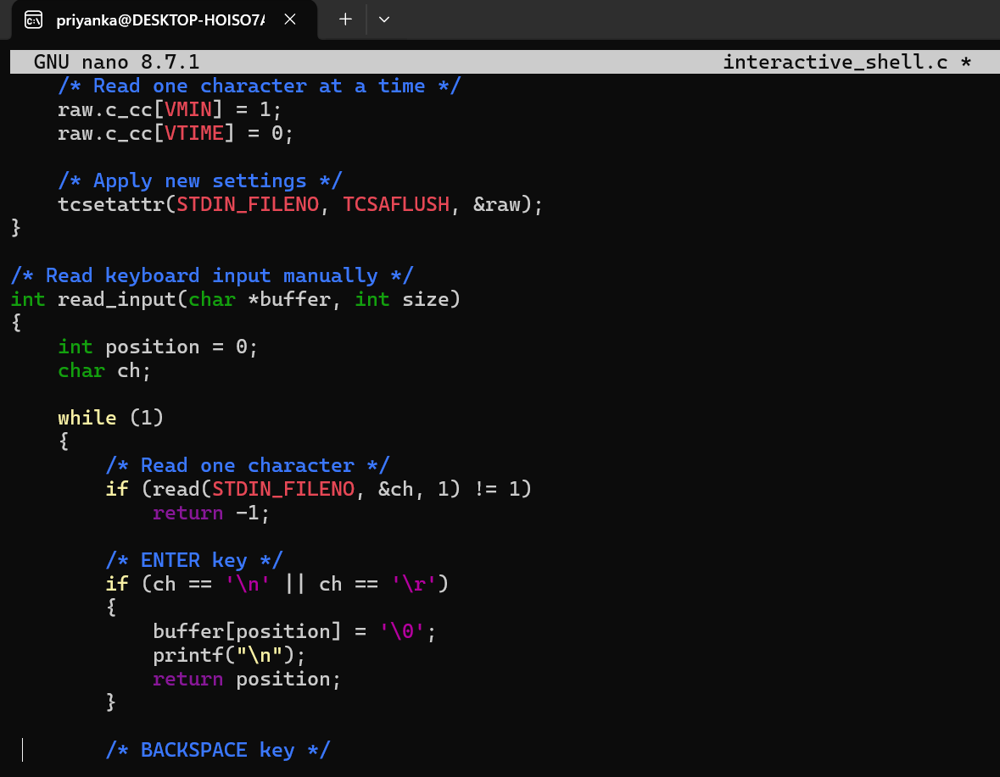 priyanka@DESKTOP-HOISO7
GNU nano 8.7.1 interactive_shell.c *
/* Read one character at a time */
raw.c_cc[VMIN] = 1;
raw.c_cc[VTIME] = 0;
/* Apply new settings */
tcsetattr(STDIN_FILENO, TCSAFLUSH, &raw);
}
/* Read keyboard input manually */
int read_input(char *buffer, int size)
{
int position = 0;
char ch;
while (1)
{
/* Read one character */
if (read(STDIN_FILENO, &ch, 1) != 1)
return -1;
/* ENTER key */
if (ch == '\n' || ch == '\r')
{
buffer[position] = '\0';
printf("\n");
return position;
}
/* BACKSPACE key */